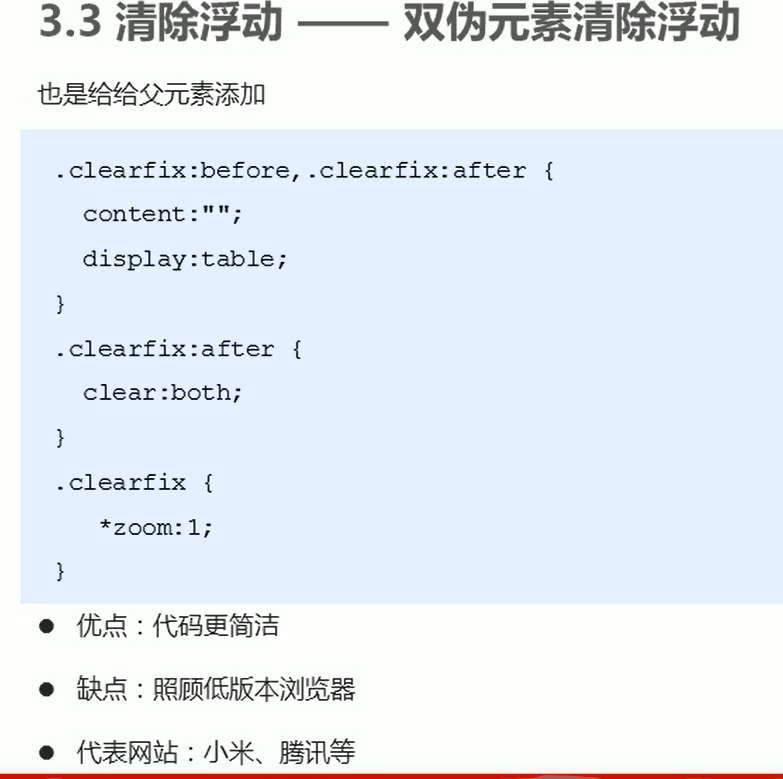 3.3 清除浮动 —— 双伪元素清除浮动
也是给给父元素添加
.clearfix:before,.clearfix:after {
content:"";
display:table;
}
.clearfix:after {
clear:both;
}
.clearfix {
*zoom:1;
}
● 优点：代码更简洁
● 缺点：照顾低版本浏览器
● 代表网站：小米、腾讯等